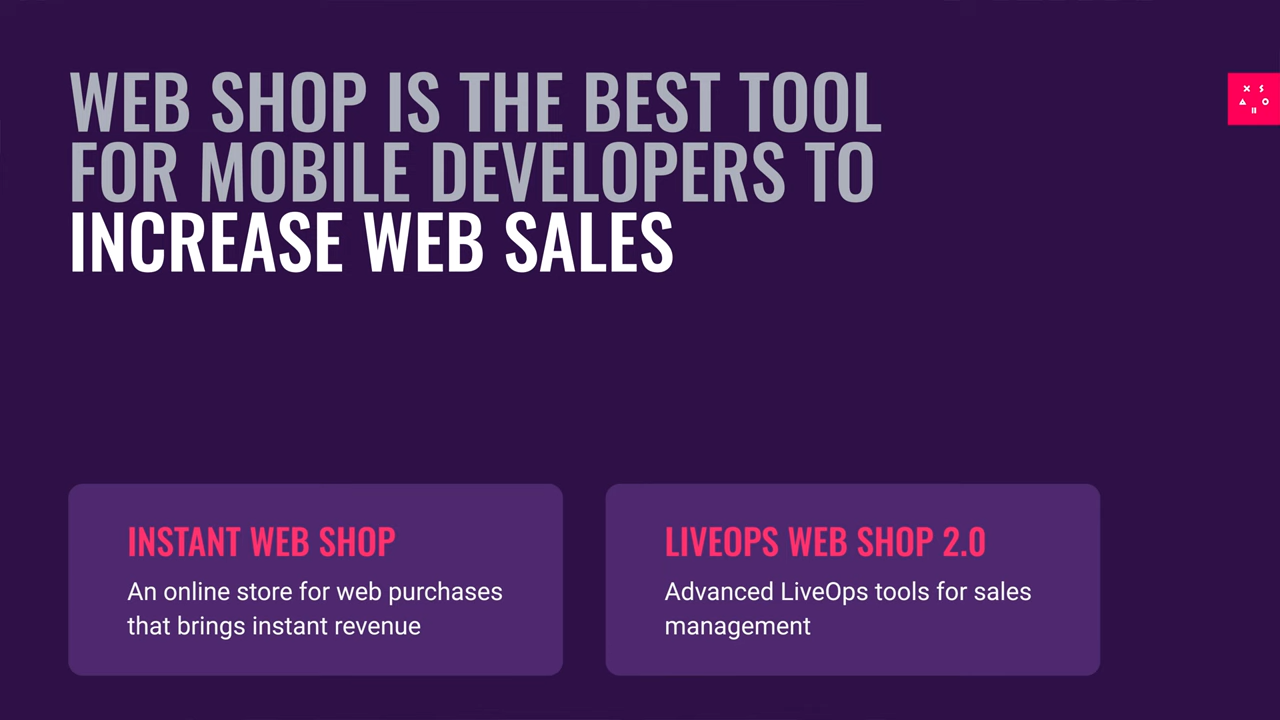 WEB SHOP IS THE BEST TOOL
FOR MOBILE DEVELOPERS TO
INCREASE WEB SALES
XS
O
INSTANT WEB SHOP
An online store for web purchases
that brings instant revenue
LIVEOPS WEB SHOP 2.0
Advanced LiveOps tools for sales
management